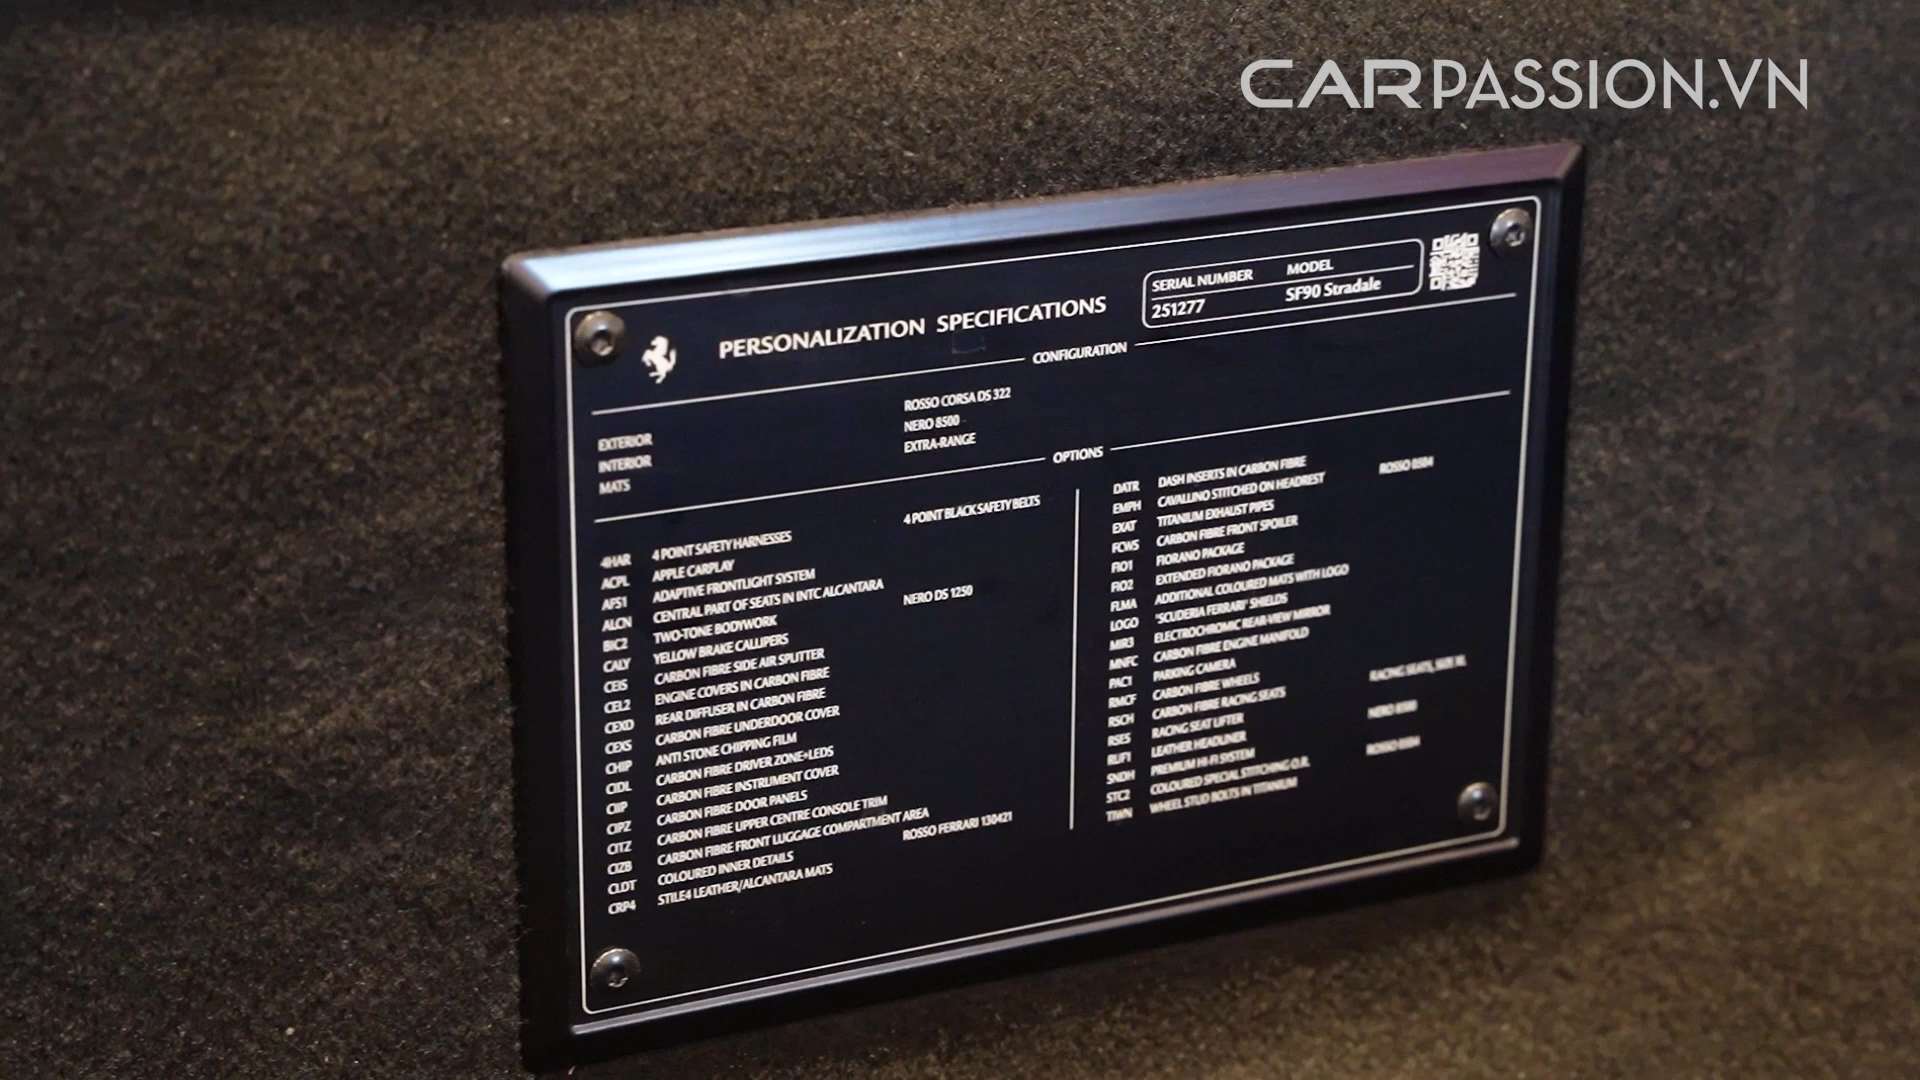 CARPASSION.VN
PERSONALIZATION SPECIFICATIONS
SERIAL NUMBER MODEL
251277 SF90 Stradale
CONFIGURATION
EXTERIOR ROSSO CORSA DS 322
INTERIOR NERO 8500
MATS EXTRA-RANGE
OPTIONS
4HAR 4 POINT SAFETY HARNESSES 4 POINT BLACK SAFETY BELTS
ACPL APPLE CARPLAY
AFS1 ADAPTIVE FRONTLIGHT SYSTEM
ALCN CENTRAL PART OF SEATS IN INTC ALCANTARA
BIC2 TWO-TONE BODYWORK NERO DS 1250
CALY YELLOW BRAKE CALLIPERS
CEIS CARBON FIBRE SIDE AIR SPLITTER
CEL2 ENGINE COVERS IN CARBON FIBRE
CEXD REAR DIFFUSER IN CARBON FIBRE
CEXS CARBON FIBRE UNDERDOOR COVER
CHIP ANTI STONE CHIPPING FILM
CIDL CARBON FIBRE DRIVER ZONE+LEDS
CIIP CARBON FIBRE INSTRUMENT COVER
CIPZ CARBON FIBRE DOOR PANELS
CITZ CARBON FIBRE UPPER CENTRE CONSOLE TRIM
CIZB CARBON FIBRE FRONT LUGGAGE COMPARTMENT AREA
CLDT COLOURED INNER DETAILS ROSSO FERRARI 130421
CRP4 STILE4 LEATHER/ALCANTARA MATS
DATR DASH INSERTS IN CARBON FIBRE
EMPH CAVALLINO STITCHED ON HEADREST ROSSO 0504
EXAT TITANIUM EXHAUST PIPES
FCWS CARBON FIBRE FRONT SPOILER
FIO1 FIORANO PACKAGE
FIO2 EXTENDED FIORANO PACKAGE
FLMA ADDITIONAL COLOURED MATS WITH LOGO
LOGO 'SCUDERIA FERRARI' SHIELDS
MIR3 ELECTROCHROMIC REAR-VIEW MIRROR
MNFC CARBON FIBRE ENGINE MANIFOLD
PAC1 PARKING CAMERA
RMCF CARBON FIBRE WHEELS
RSCH CARBON FIBRE RACING SEATS RACING SEATS, SIZE
RSES RACING SEAT LIFTER
RLIF1 LEATHER HEADLINER NERO 8500
SNDH PREMIUM HI-FI SYSTEM
STC2 COLOURED SPECIAL STITCHING O.R. ROSSO 0504
TIWN WHEEL STUD BOLTS IN TITANIUM